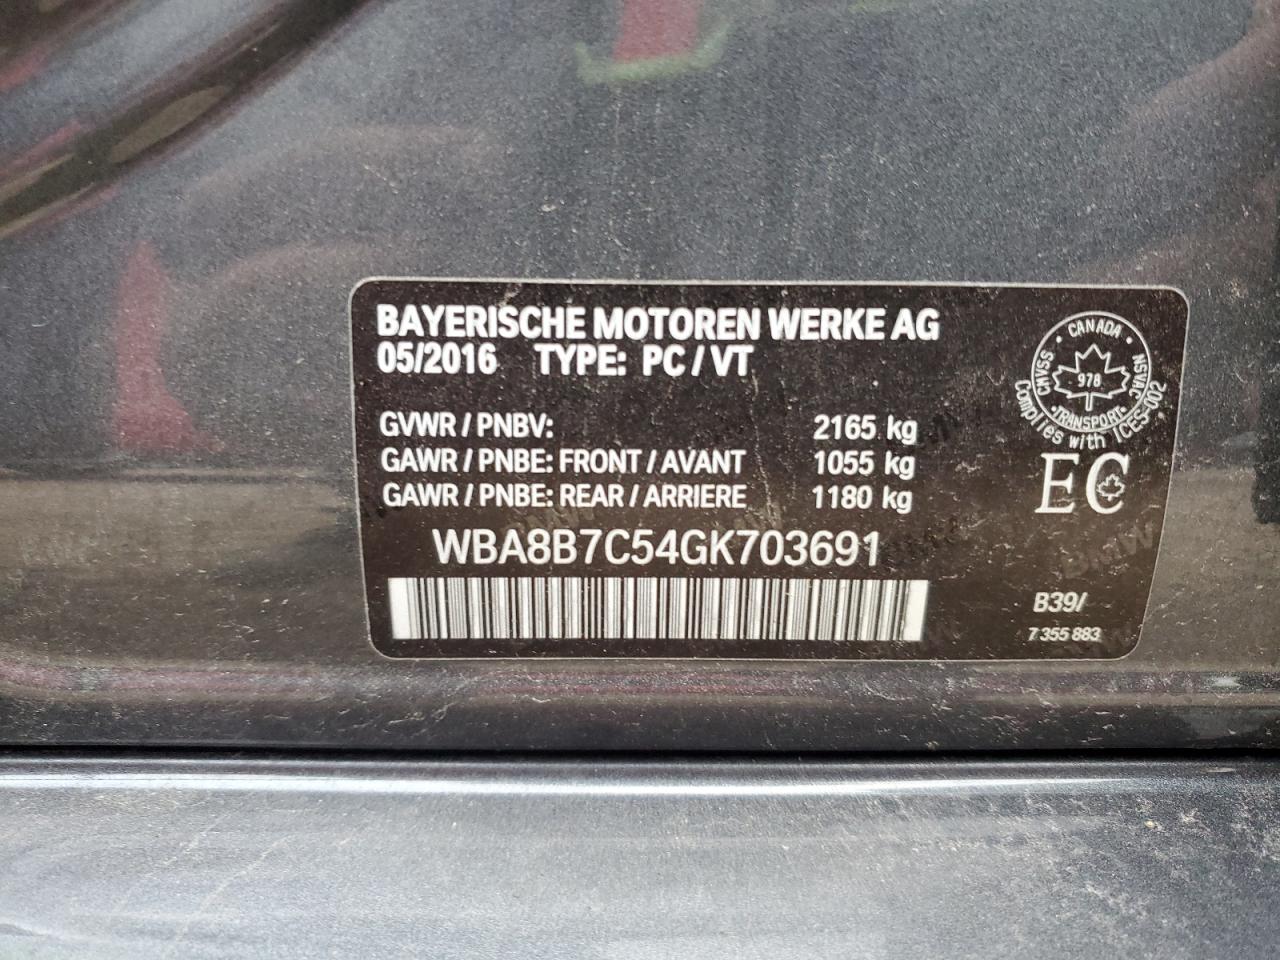 BAYERISCHE MOTOREN WERKE AG
05/2016 TYPE: PC/VT
GVWR / PNBV: 2165 kg
GAWR / PNBE: FRONT / AVANT 1055 kg
GAWR / PNBE: REAR / ARRIERE 1180 kg
WBA8B7C54GK703691
CANADA
CMVSS
NSVAC
978
TRANSPORT
Complies with ICES-002
EC
B39/
7 355 883
BMW